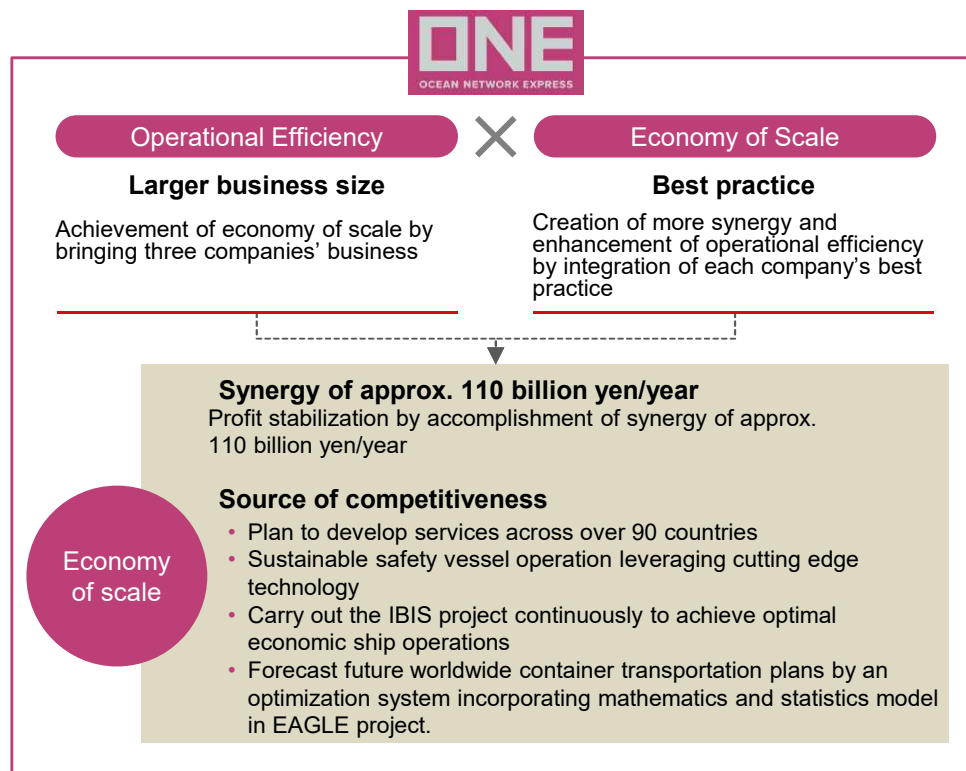 ONE
OCEAN NETWORK EXPRESS
Operational Efficiency
Larger business size
Achievement of economy of scale by
bringing three companies' business
Economy of Scale
Best practice
Creation of more synergy and
enhancement of operational efficiency
by integration of each company's best
practice
Synergy of approx. 110 billion yen/year
Profit stabilization by accomplishment of synergy of approx.
110 billion yen/year
Economy
of scale
Source of competitiveness
• Plan to develop services across over 90 countries
• Sustainable safety vessel operation leveraging cutting edge
technology
• Carry out the IBIS project continuously to achieve optimal
economic ship operations
• Forecast future worldwide container transportation plans by an
optimization system incorporating mathematics and statistics model
in EAGLE project.